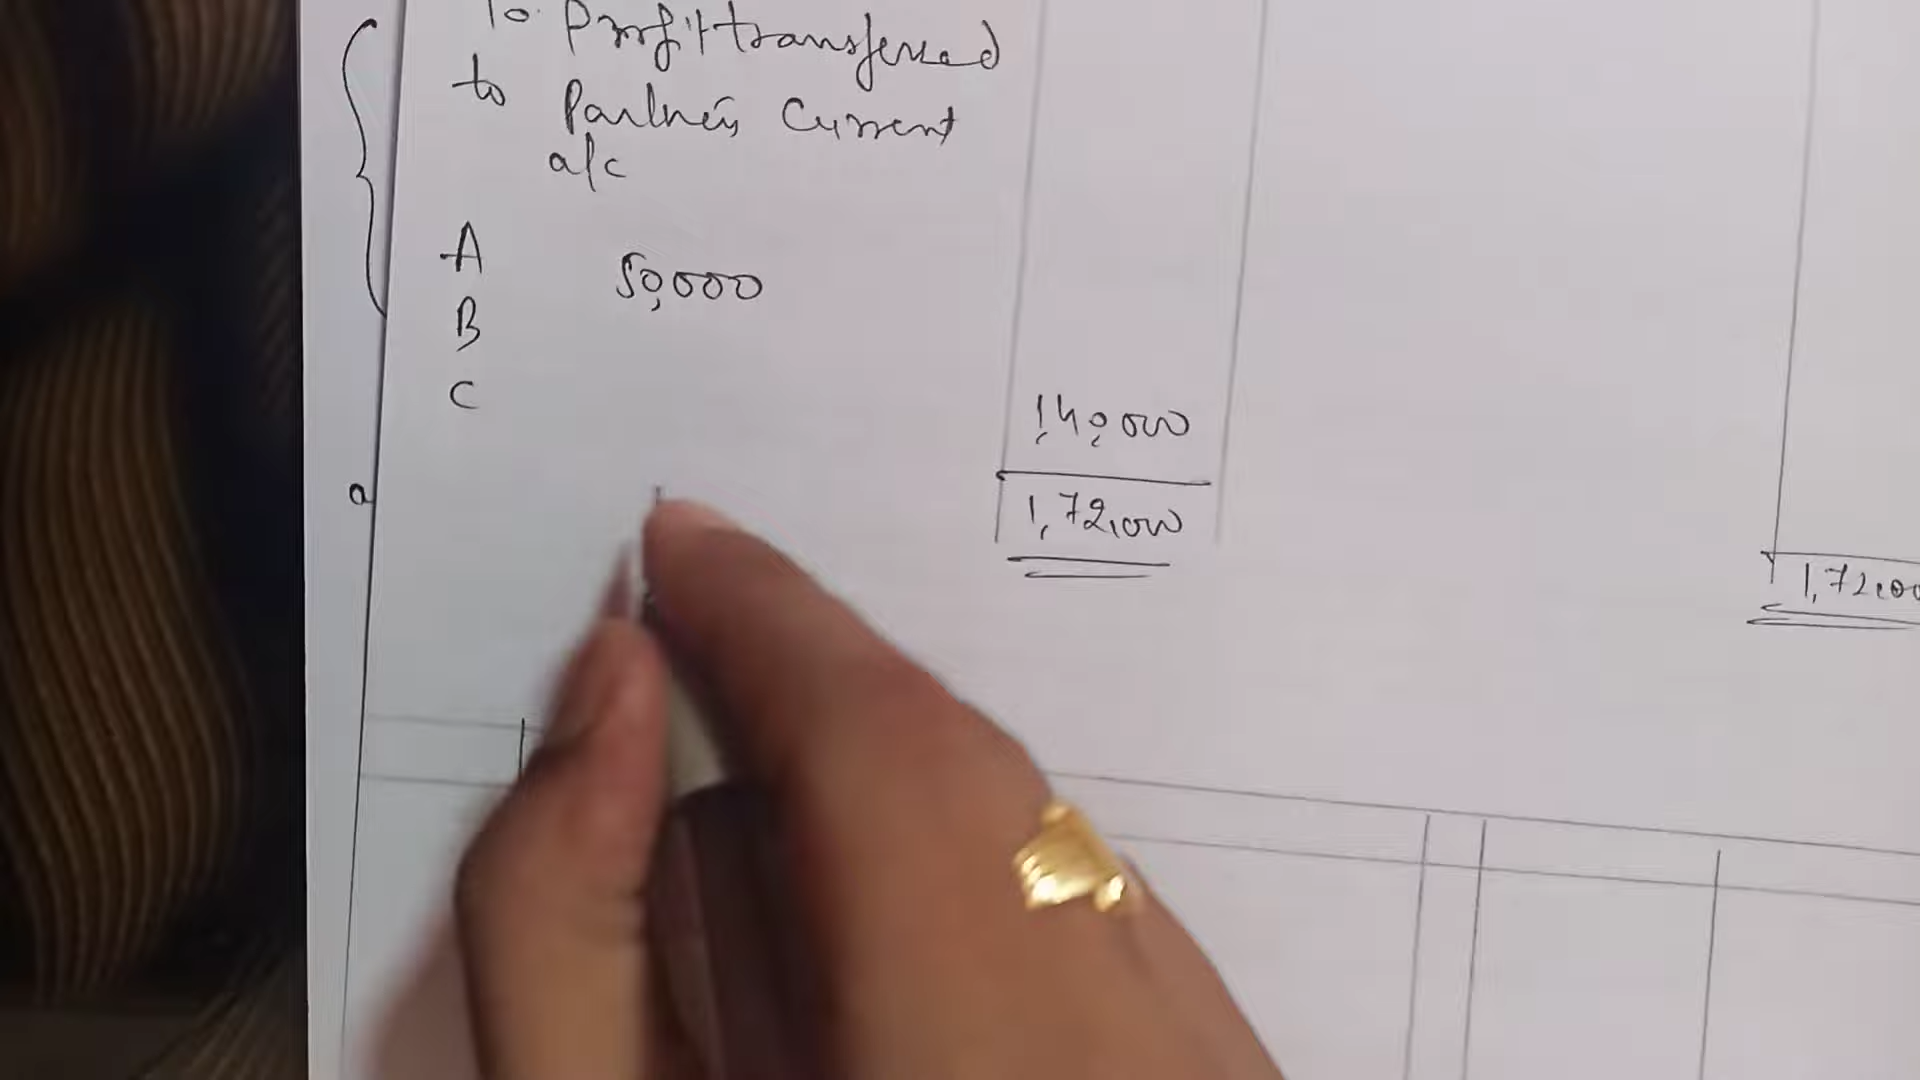 To Profit transferred
to Partners Current
a/c
A 50,000
B
C
1,40,000
1,72,000
1,72,00
a